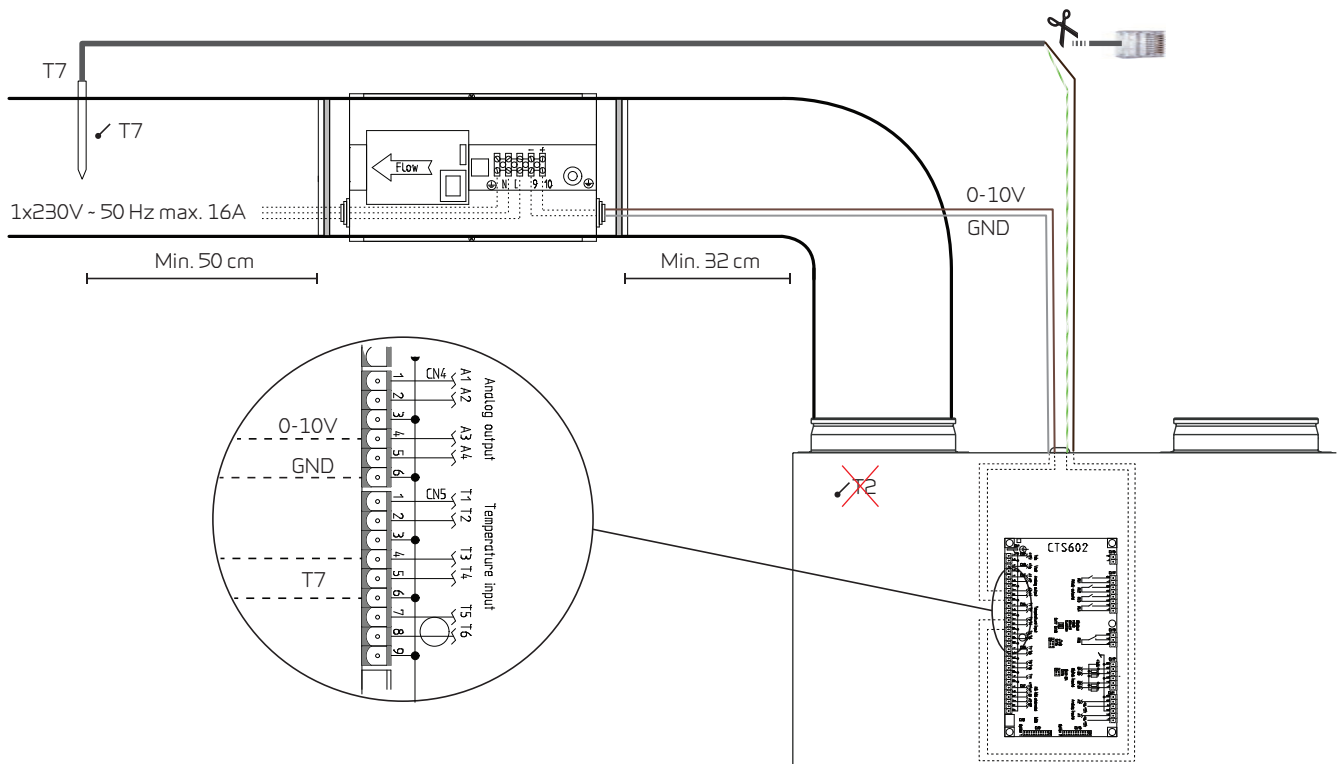 T7
T7
Flow
- +
N L 9 10
1x230V ~ 50 Hz max. 16A
0-10V
GND
Min. 50 cm
Min. 32 cm
0-10V
GND
T7
1
2
3
4
5
6
CN4
A1
A2
A3
A4
Analog output
1
2
3
4
5
6
7
8
9
CN5
T1
T2
T3
T4
T5
T6
Temperature input
T2
CTS602